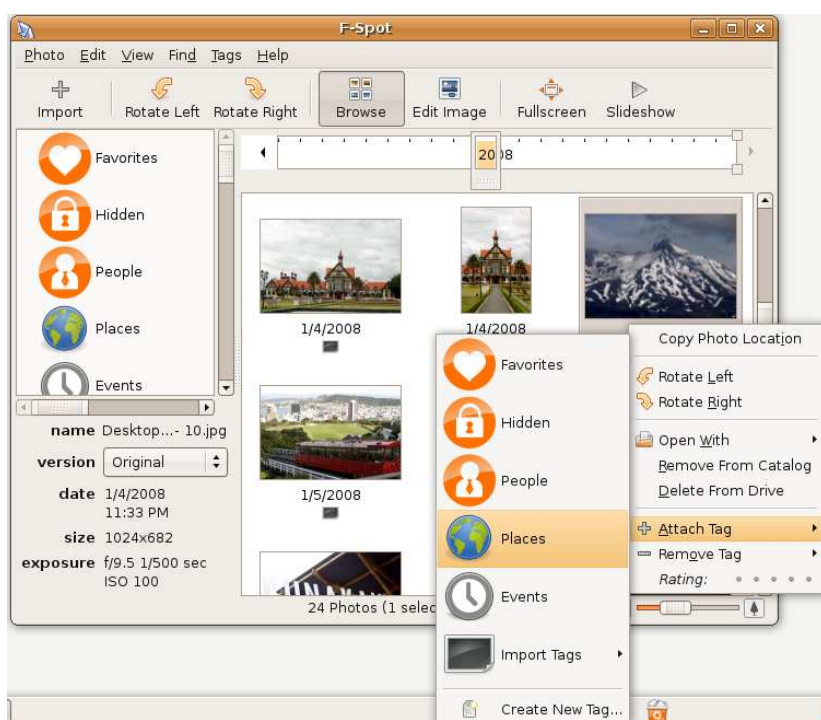 F-Spot
Photo Edit View Find Tags Help
Import Rotate Left Rotate Right Browse Edit Image Fullscreen Slideshow
Favorites
Hidden
People
Places
Events
2008
1/4/2008
1/4/2008
1/5/2008
name Desktop...- 10.jpg
version Original
date 1/4/2008
11:33 PM
size 1024x682
exposure f/9.5 1/500 sec
ISO 100
24 Photos (1 selec
Copy Photo Location
Rotate Left
Rotate Right
Open With
Remove From Catalog
Delete From Drive
Attach Tag
Remove Tag
Rating:
Favorites
Hidden
People
Places
Events
Import Tags
Create New Tag...